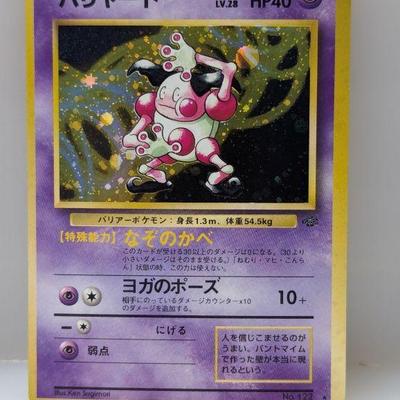 バリヤード LV.28 HP40
バリアーポケモン：身長1.3m、体重54.5kg
【特殊能力】なぞのかべ
このカードが受ける30以上のダメージは0になる。（30より
小さいダメージはそのまま受ける。）「ねむり・マヒ・こんら
ん」状態の時、この力は使えない。
ヨガのポーズ 10+
相手にのっているダメージカウンター×10
のダメージを追加する。
にげる
弱点
人を信じこませるのが
うまい。パントマイム
で作った壁が本当に現
れるという。
Illus.Ken Sugimori
No.122